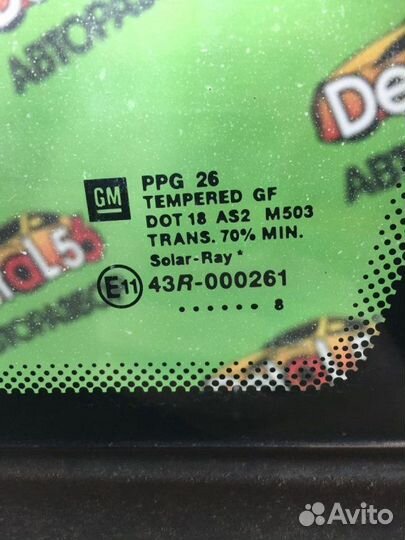 DetaL56
АВТОРАЗБОР
GM
PPG 26
TEMPERED GF
DOT 18 AS2 M503
TRANS. 70% MIN.
Solar-Ray*
E11 43R-000261
...... 8
Avito